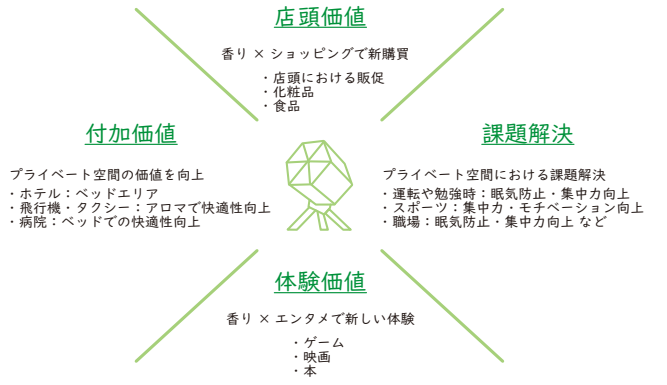 店頭価値
香り × ショッピングで新購買
・店頭における販促
・化粧品
・食品
付加価値
プライベート空間の価値を向上
・ホテル：ベッドエリア
・飛行機・タクシー：アロマで快適性向上
・病院：ベッドでの快適性向上
課題解決
プライベート空間における課題解決
・運転や勉強時：眠気防止・集中力向上
・スポーツ：集中力・モチベーション向上
・職場：眠気防止・集中力向上 など
体験価値
香り × エンタメで新しい体験
・ゲーム
・映画
・本